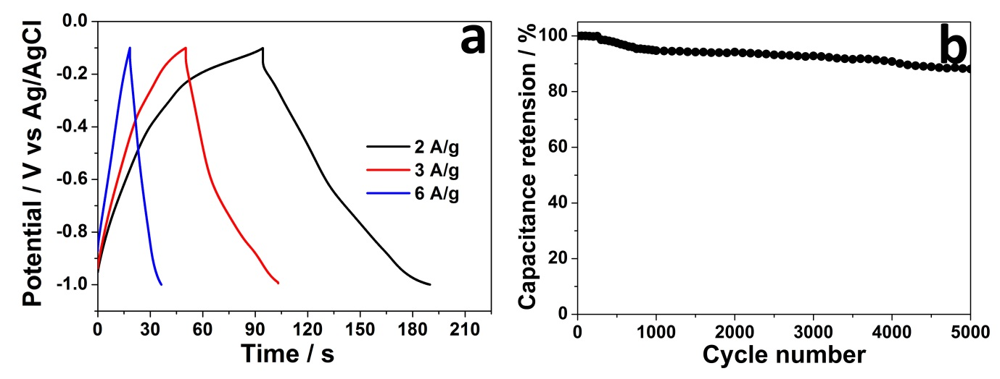 a
0.0
-0.2
-0.4
-0.6
-0.8
-1.0
Potential / V vs Ag/AgCl
2 A/g
3 A/g
6 A/g
0 30 60 90 120 150 180 210
Time / s
b
100
80
60
40
20
0
Capacitance retension / %
0 1000 2000 3000 4000 5000
Cycle number